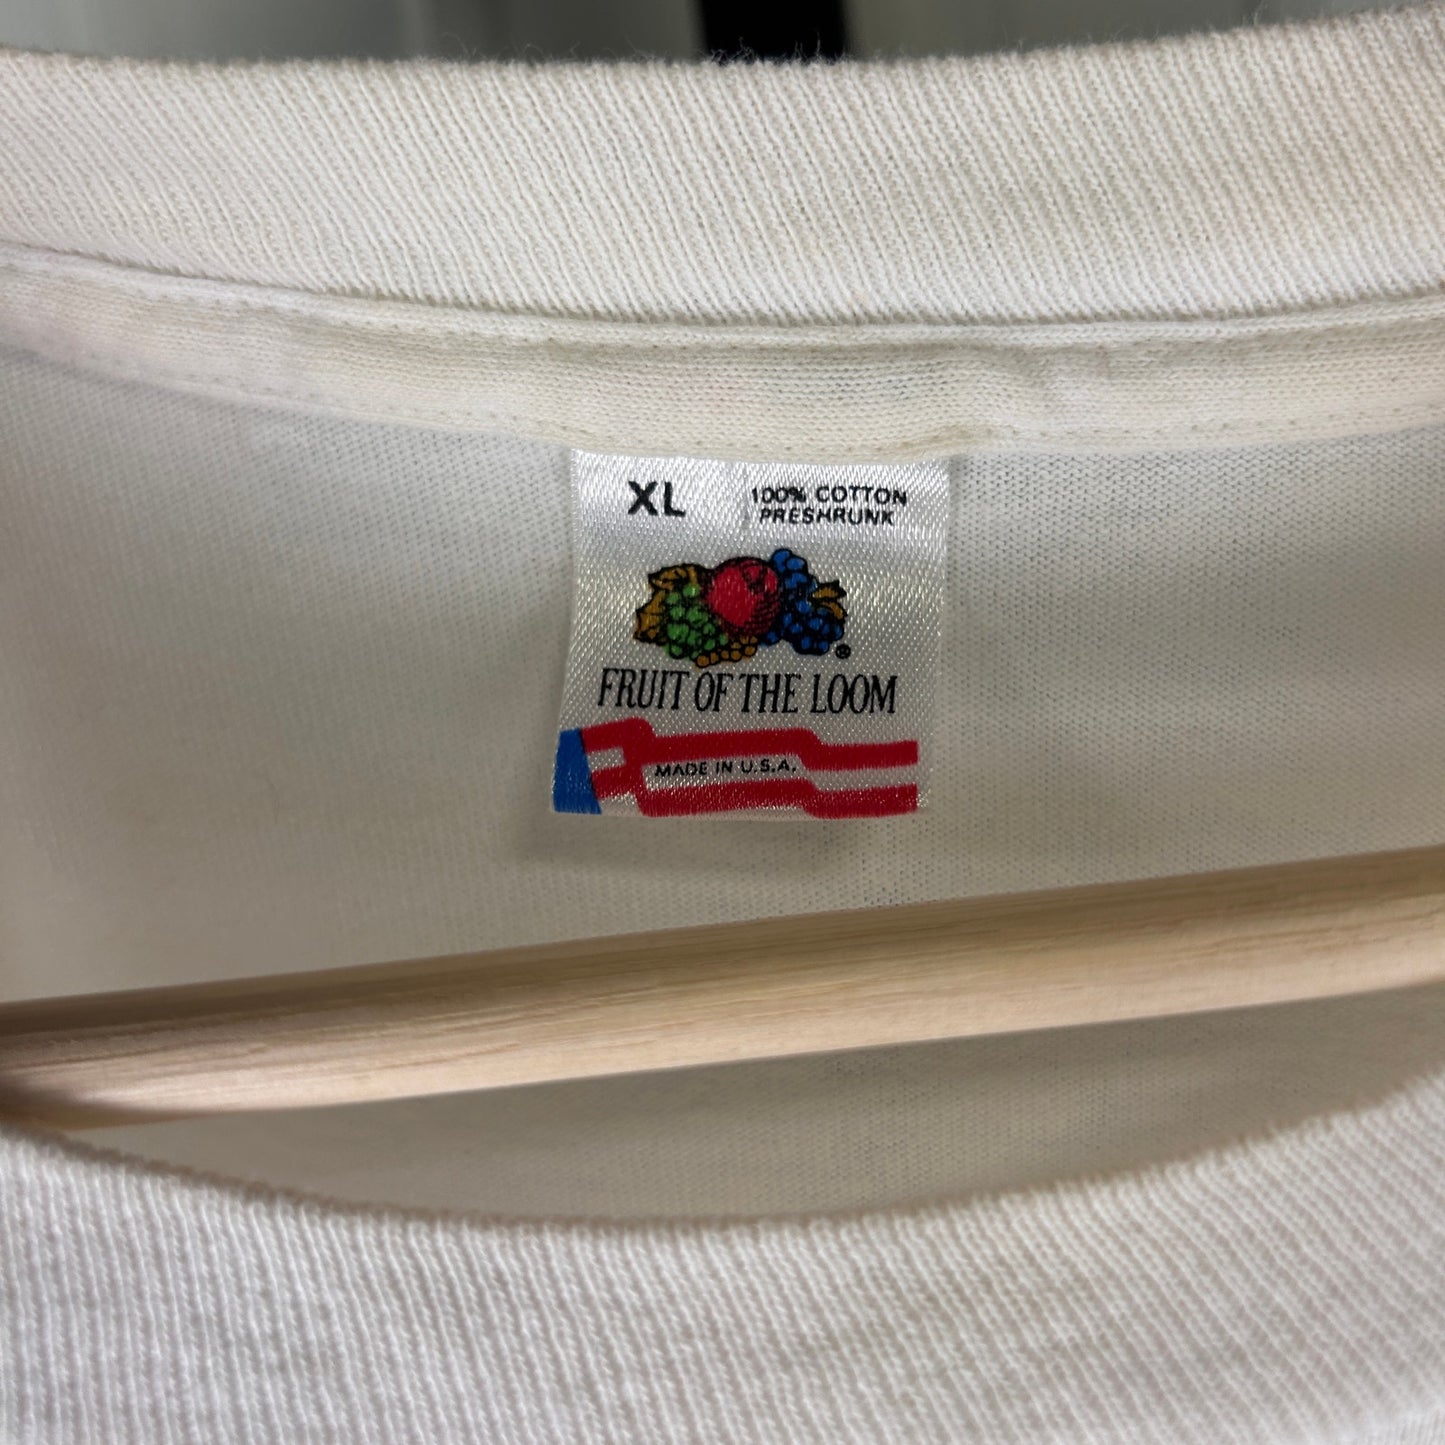 XL
100% COTTON
PRESHRUNK
®
FRUIT OF THE LOOM
MADE IN U.S.A.